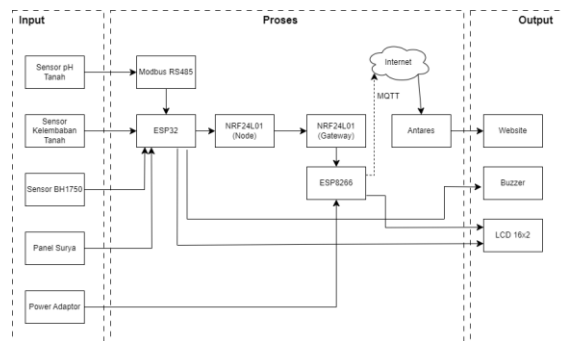 Input
Proses
Output
Sensor pH
Tanah
Modbus RS485
Internet
MQTT
Sensor
Kelembaban
Tanah
ESP32
NRF24L01
(Node)
NRF24L01
(Gateway)
Antares
Website
Sensor BH1750
ESP8266
Buzzer
Panel Surya
LCD 16x2
Power Adaptor